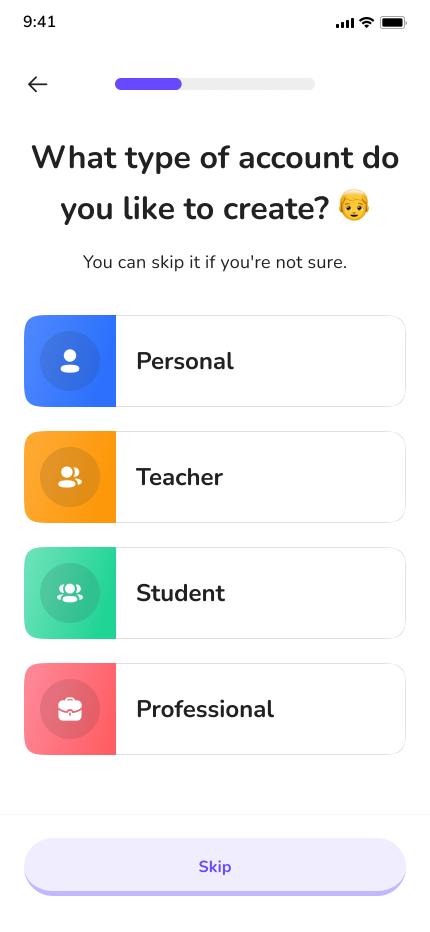 9:41
What type of account do
you like to create? 👨‍🦳
You can skip it if you're not sure.
Personal
Teacher
Student
Professional
Skip